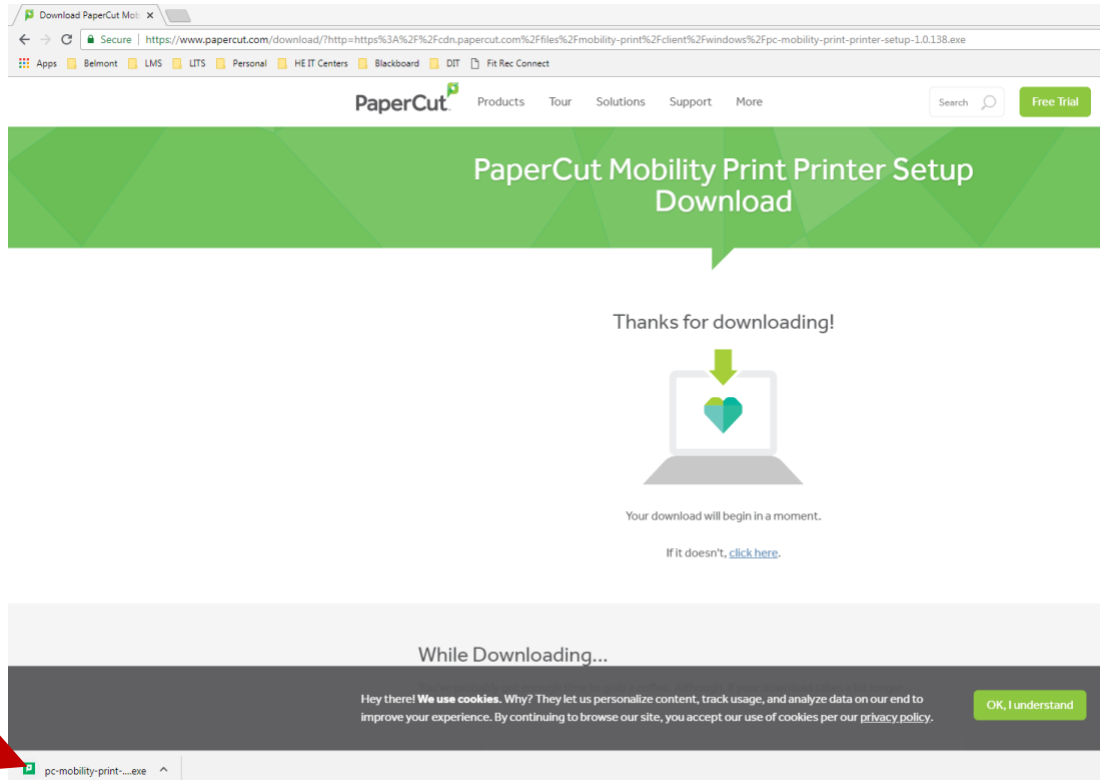 Download PaperCut Mob
Secure | https://www.papercut.com/download/?http=https%3A%2F%2Fcdn.papercut.com%2Ffiles%2Fmobility-print%2Fclient%2Fwindows%2Fpc-mobility-print-printer-setup-1.0.138.exe
Apps Belmont LMS LITS Personal HE IT Centers Blackboard DIT Fit Rec Connect
PaperCut Products Tour Solutions Support More Search Free Trial
PaperCut Mobility Print Printer Setup
Download
Thanks for downloading!
Your download will begin in a moment.
If it doesn't, click here.
While Downloading...
Hey there! We use cookies. Why? They let us personalize content, track usage, and analyze data on our end to
improve your experience. By continuing to browse our site, you accept our use of cookies per our privacy policy.
OK, I understand
pc-mobility-print-....exe